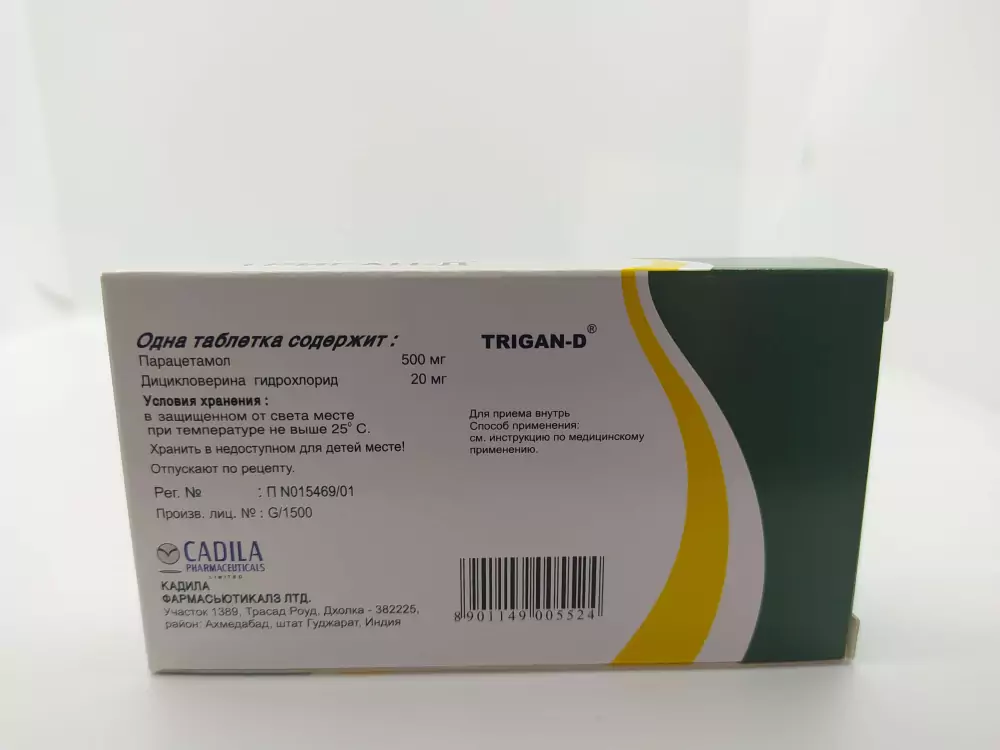 Одна таблетка содержит :
Парацетамол 500 мг
Дицикловерина гидрохлорид 20 мг
Условия хранения :
в защищенном от света месте
при температуре не выше 25° С.
Хранить в недоступном для детей месте!
Отпускают по рецепту.
Рег. № : П N015469/01
Произв. лиц. № : G/1500
CADILA
PHARMACEUTICALS
LIMITED
КАДИЛА
ФАРМАСЬЮТИКАЛЗ ЛТД.
Участок 1389, Трасад Роуд, Дхолка - 382225,
район: Ахмедабад, штат Гуджарат, Индия
TRIGAN-D®
Для приема внутрь
Способ применения:
см. инструкцию по медицинскому
применению.
8 901149 005524